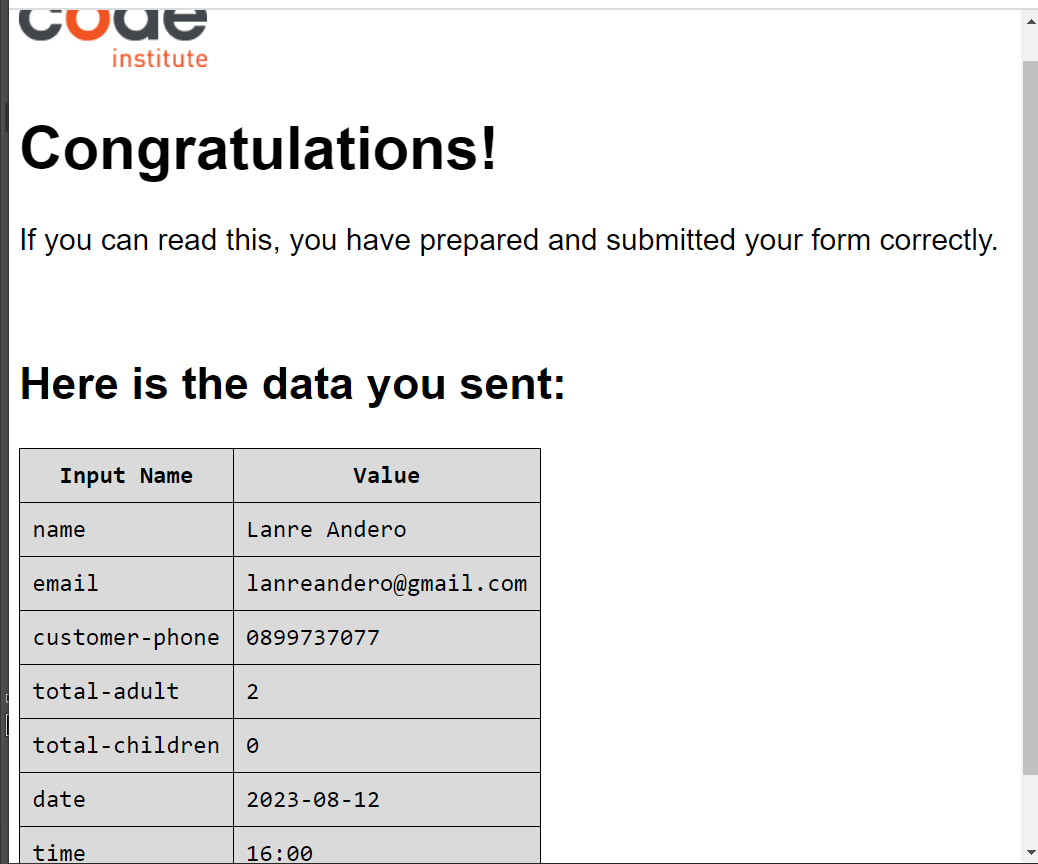 code
institute
Congratulations!
If you can read this, you have prepared and submitted your form correctly.
Here is the data you sent:
Input Name Value
name Lanre Andero
email lanreandero@gmail.com
customer-phone 0899737077
total-adult 2
total-children 0
date 2023-08-12
time 16:00